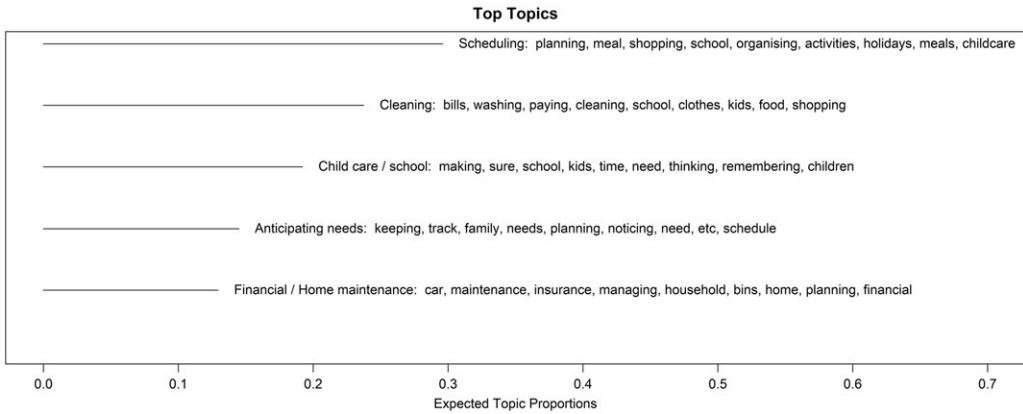 Top Topics
Scheduling: planning, meal, shopping, school, organising, activities, holidays, meals, childcare
Cleaning: bills, washing, paying, cleaning, school, clothes, kids, food, shopping
Child care / school: making, sure, school, kids, time, need, thinking, remembering, children
Anticipating needs: keeping, track, family, needs, planning, noticing, need, etc, schedule
Financial / Home maintenance: car, maintenance, insurance, managing, household, bins, home, planning, financial
0.0 0.1 0.2 0.3 0.4 0.5 0.6 0.7
Expected Topic Proportions